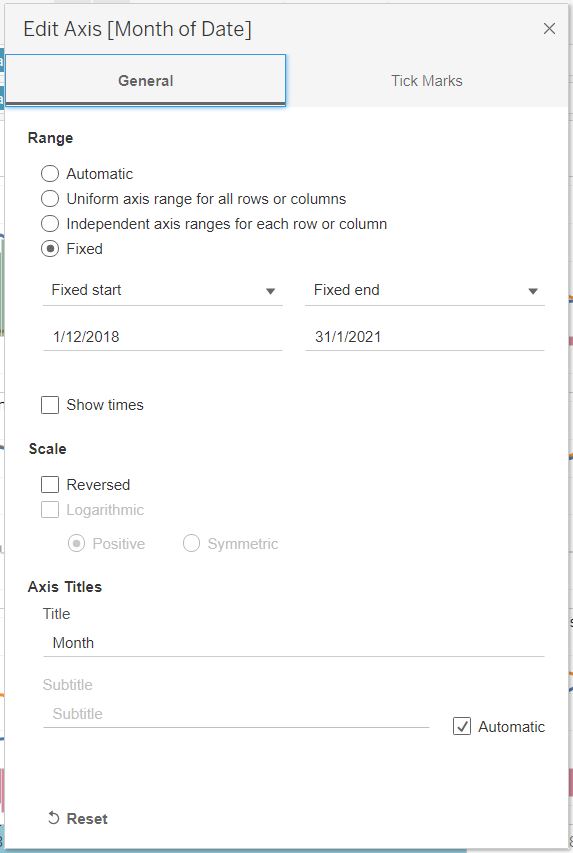 Edit Axis [Month of Date]
General
Tick Marks
Range
Automatic
Uniform axis range for all rows or columns
Independent axis ranges for each row or column
Fixed
Fixed start
Fixed end
1/12/2018
31/1/2021
Show times
Scale
Reversed
Logarithmic
Positive
Symmetric
Axis Titles
Title
Month
Subtitle
Subtitle
Automatic
Reset